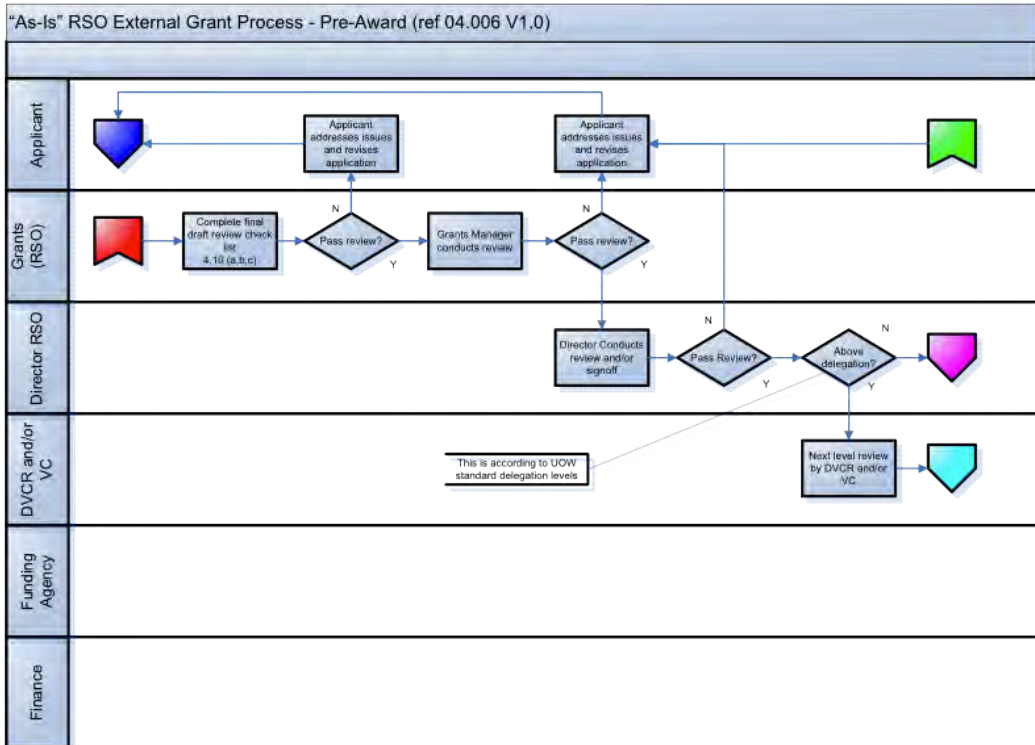 "As-Is" RSO External Grant Process - Pre-Award (ref 04.006 V1.0)
Applicant
Applicant
addresses issues
and revises
application
Applicant
addresses issues
and revises
application
Grants
(RSO)
Complete final
draft review check
list
4.10 (a,b,c)
N
Pass review?
Y
Grants Manager
conducts review
N
Pass review?
Y
Director RSO
Director Conducts
review and/or
signoff
N
Pass Review?
Y
Above
delegation?
N
Y
DVCR and/or
VC
This is according to UOW
standard delegation levels
Next level review
by DVCR and/or
VC
Funding
Agency
Finance